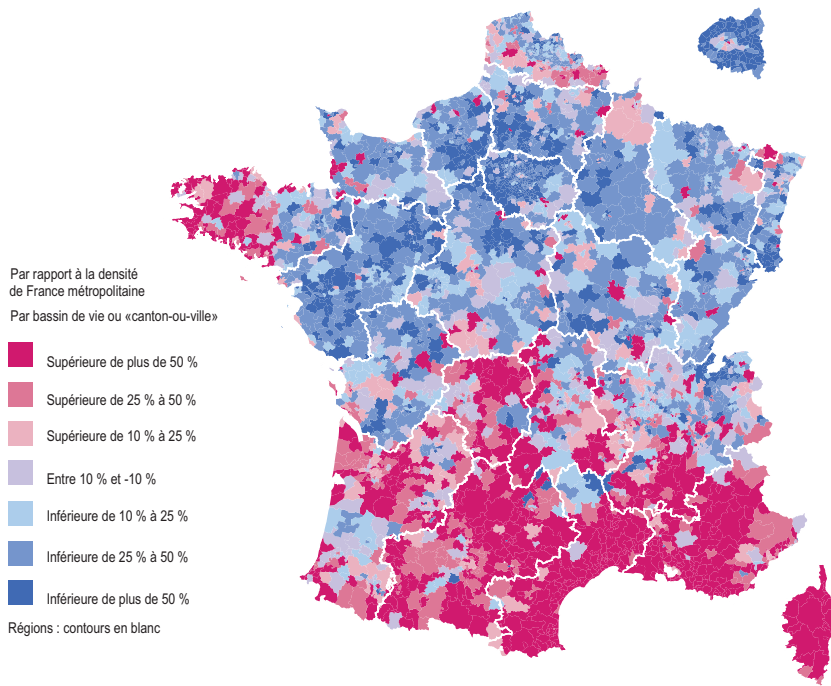 Par rapport à la densité
de France métropolitaine
Par bassin de vie ou «canton-ou-ville»
Supérieure de plus de 50 %
Supérieure de 25 % à 50 %
Supérieure de 10 % à 25 %
Entre 10 % et -10 %
Inférieure de 10 % à 25 %
Inférieure de 25 % à 50 %
Inférieure de plus de 50 %
Régions : contours en blanc